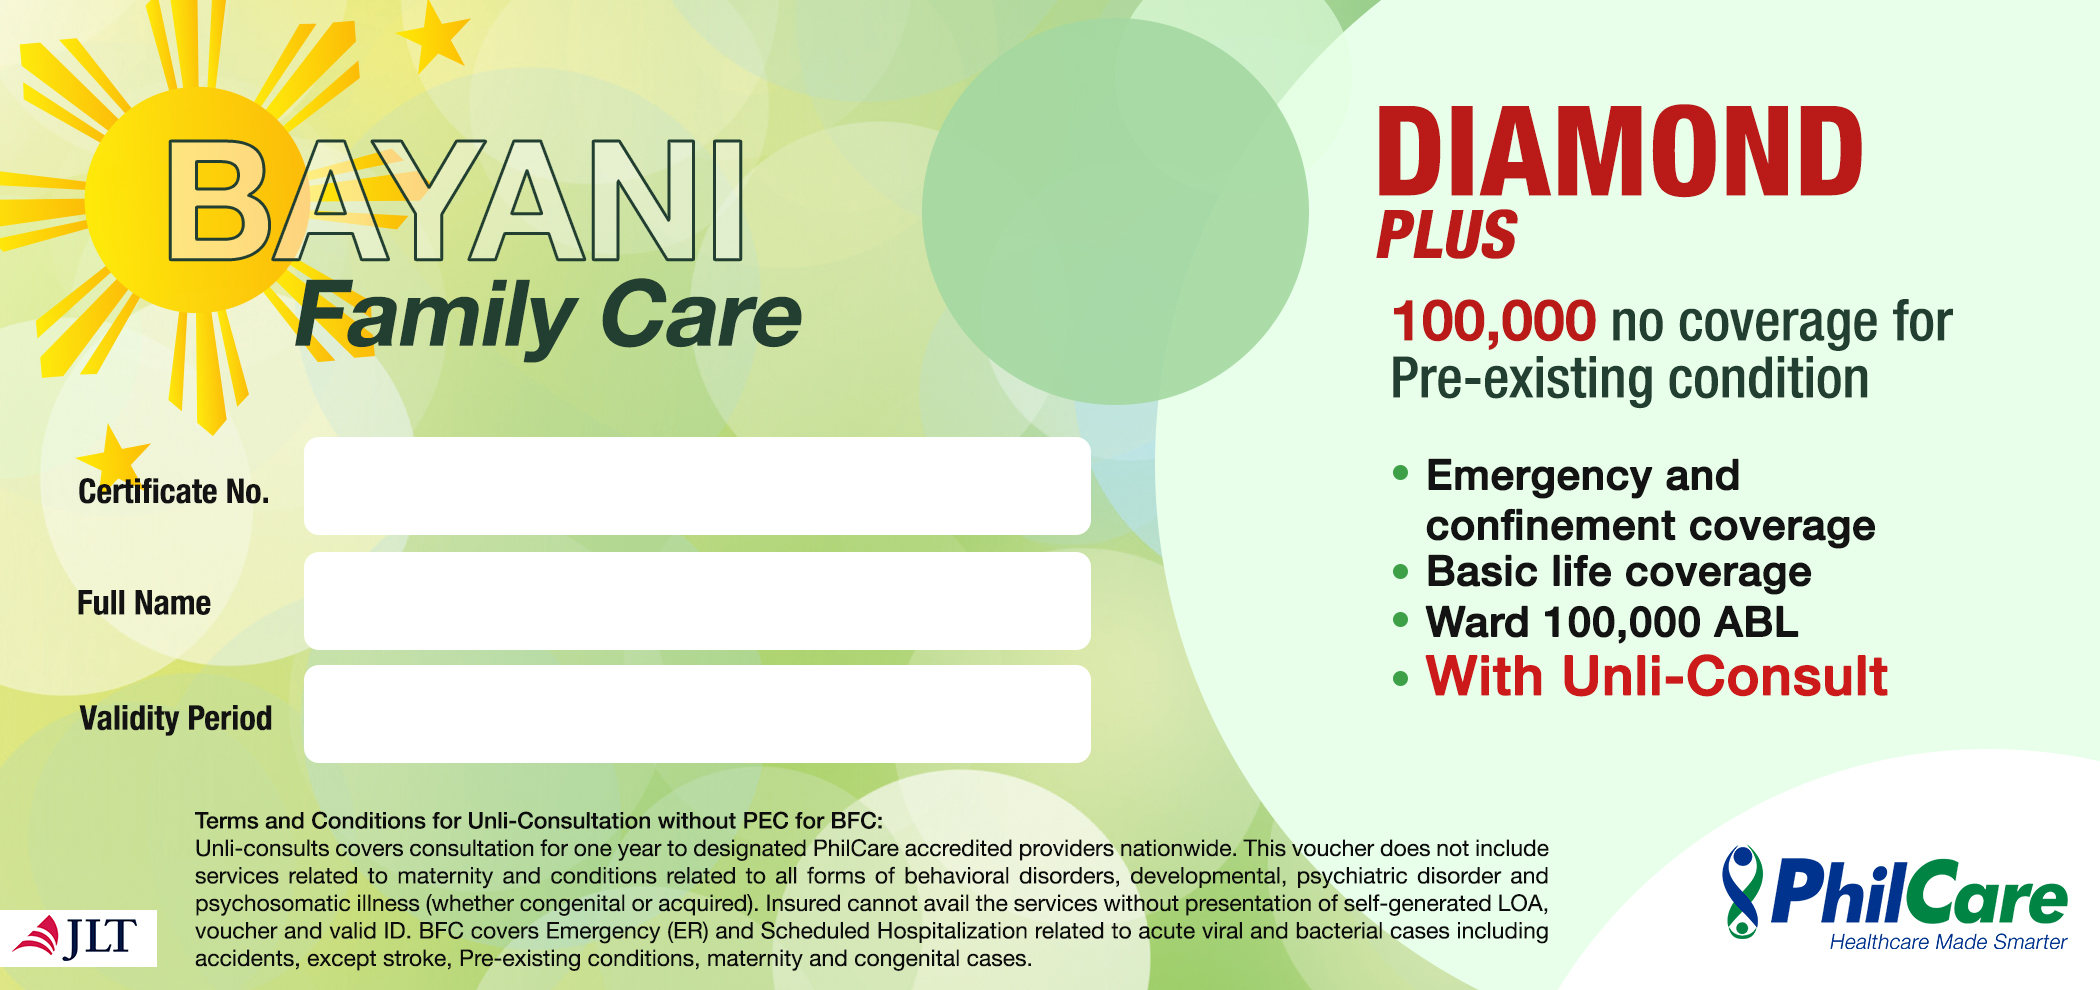 BAYANI
Family Care
Certificate No.
Full Name
Validity Period
DIAMOND
PLUS
100,000 no coverage for
Pre-existing condition
• Emergency and
confinement coverage
• Basic life coverage
• Ward 100,000 ABL
• With Unli-Consult
Terms and Conditions for Unli-Consultation without PEC for BFC:
Unli-consults covers consultation for one year to designated PhilCare accredited providers nationwide. This voucher does not include
services related to maternity and conditions related to all forms of behavioral disorders, developmental, psychiatric disorder and
psychosomatic illness (whether congenital or acquired). Insured cannot avail the services without presentation of self-generated LOA,
voucher and valid ID. BFC covers Emergency (ER) and Scheduled Hospitalization related to acute viral and bacterial cases including
accidents, except stroke, Pre-existing conditions, maternity and congenital cases.
JLT
PhilCare
Healthcare Made Smarter